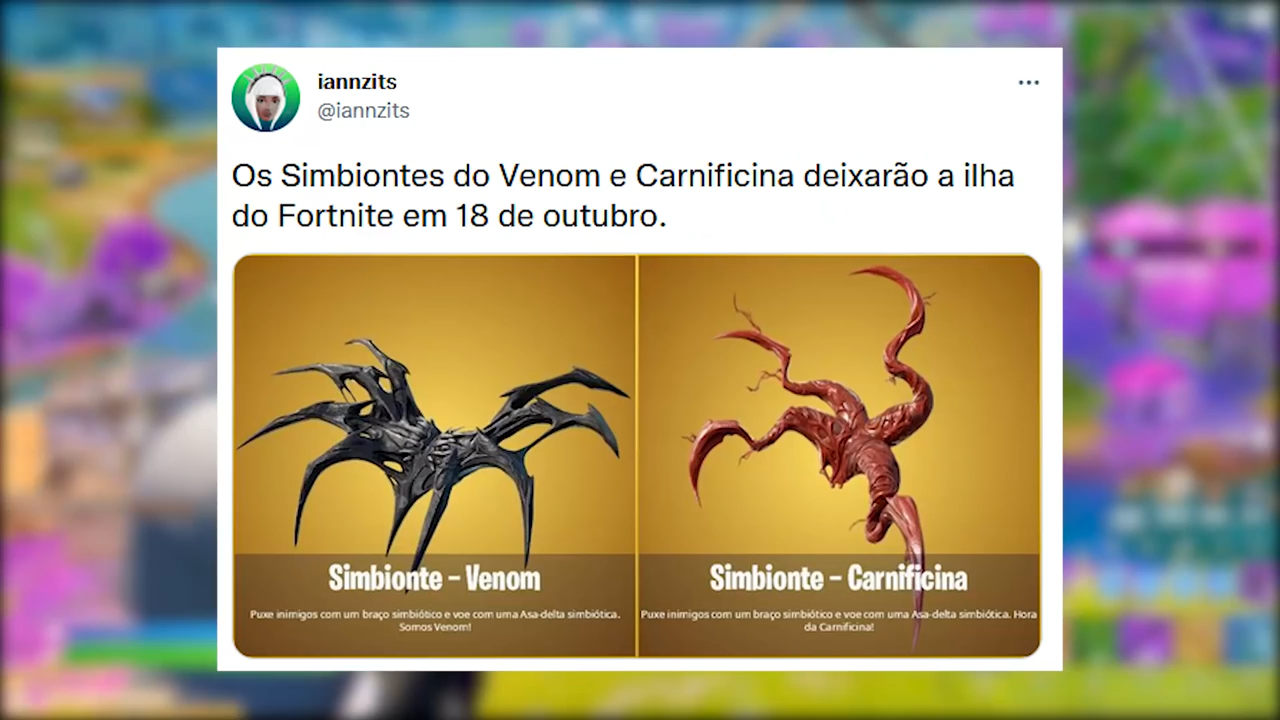 iannzits
@iannzits
Os Simbiontes do Venom e Carnificina deixarão a ilha
do Fortnite em 18 de outubro.
Simbionte - Venom
Puxe inimigos com um braço simbiótico e voe com uma Asa-delta simbiótica.
Somos Venom!
Simbionte - Carnificina
Puxe inimigos com um braço simbiótico e voe com uma Asa-delta simbiótica. Hora
da Carnificina!